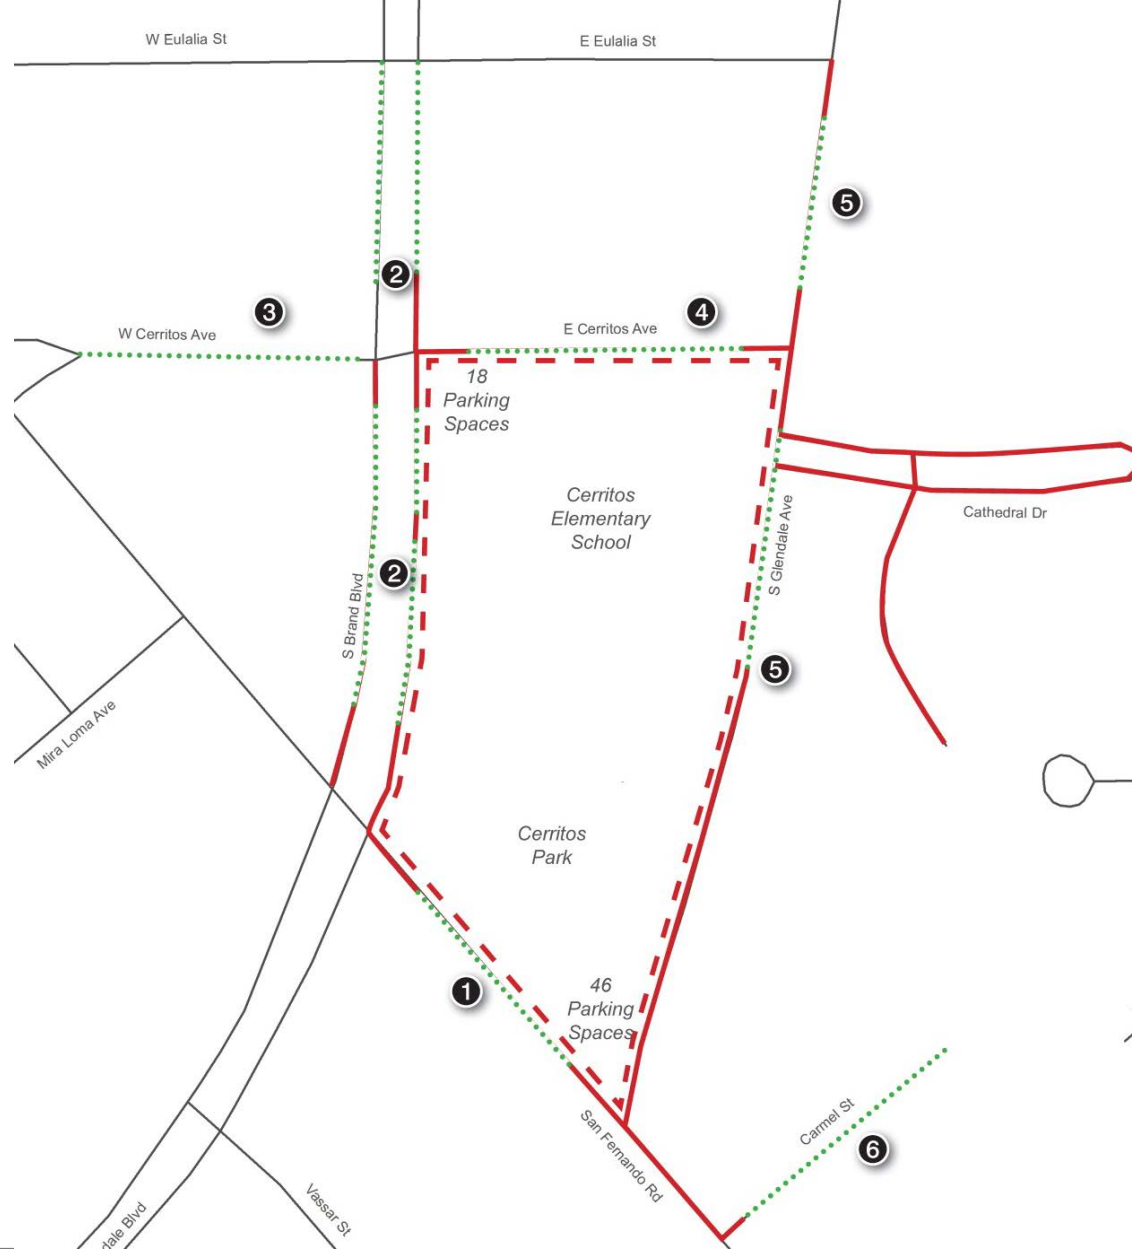 W Eulalia St
E Eulalia St
5
2
3
4
W Cerritos Ave
E Cerritos Ave
18
Parking
Spaces
Cerritos
Elementary
School
Cathedral Dr
S Glendale Ave
S Brand Blvd
2
5
Mira Loma Ave
Cerritos
Park
1
46
Parking
Spaces
San Fernando Rd
Carmel St
6
Vassar St
dale Blvd